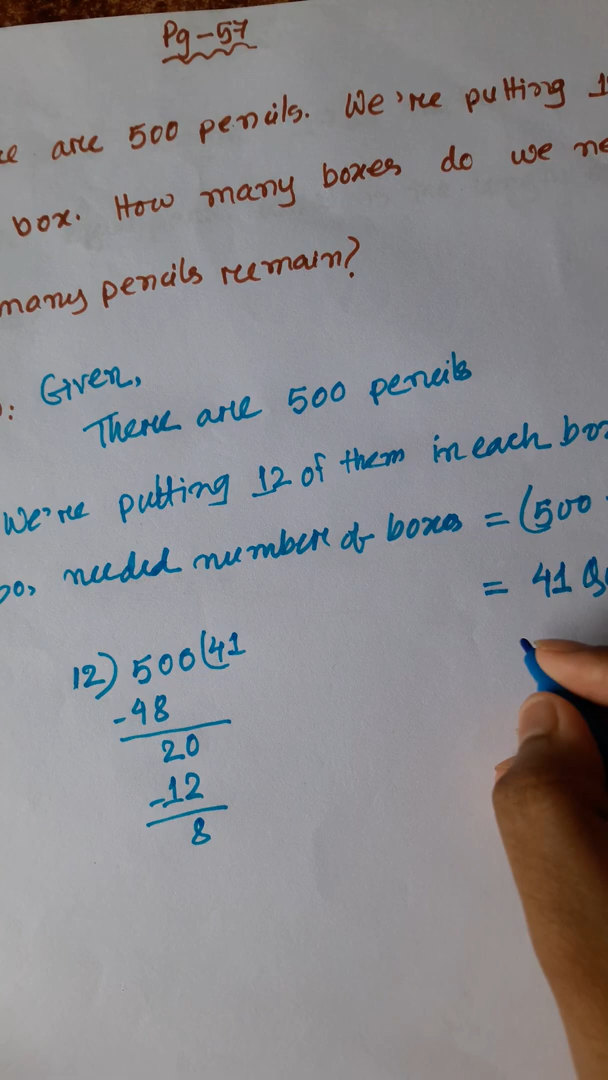 Pg-57
are 500 pencils. We're putting
box. How many boxes do we
many pencils remain?
Given,
There are 500 pencils
We're putting 12 of them in each
needed number of boxes = (500
= 41
12) 500 (41
-48
20
-12
8